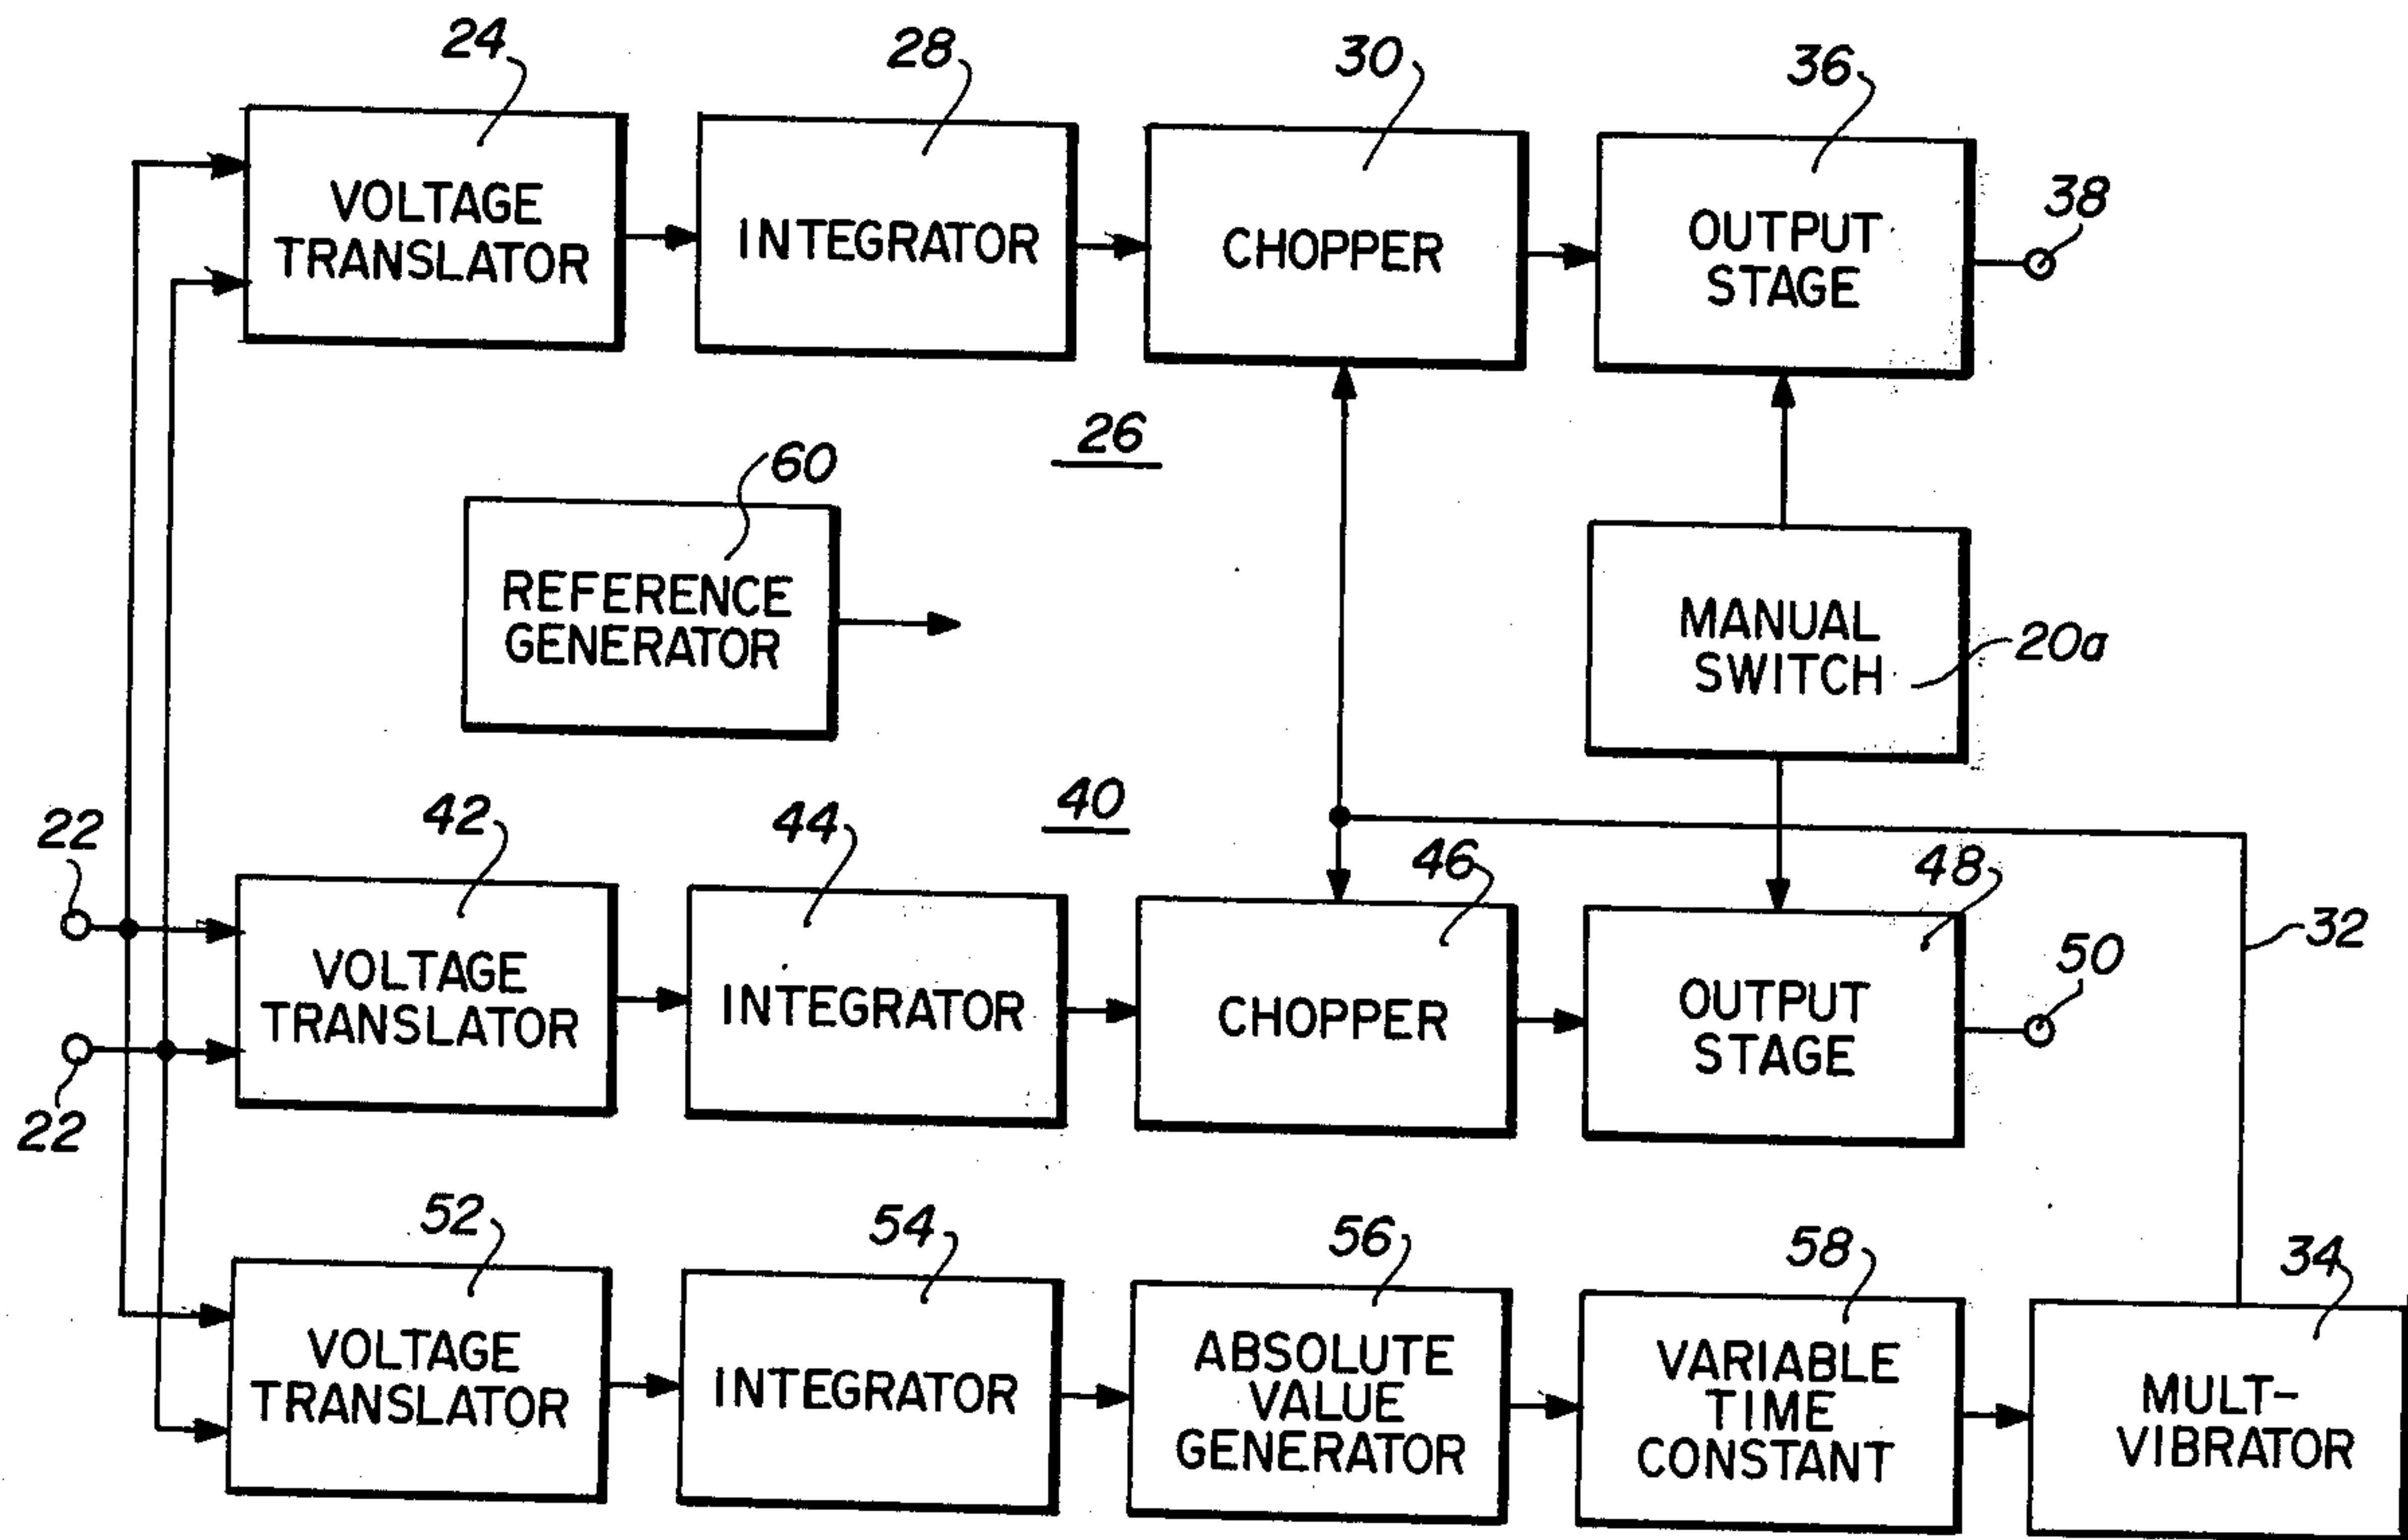 24
28
30
36
VOLTAGE
TRANSLATOR
INTEGRATOR
CHOPPER
OUTPUT
STAGE
38
26
60
REFERENCE
GENERATOR
MANUAL
SWITCH
20a
40
22
42
44
46
48
VOLTAGE
TRANSLATOR
INTEGRATOR
CHOPPER
OUTPUT
STAGE
50
32
22
52
54
56
58
34
VOLTAGE
TRANSLATOR
INTEGRATOR
ABSOLUTE
VALUE
GENERATOR
VARIABLE
TIME
CONSTANT
MULT-
VIBRATOR